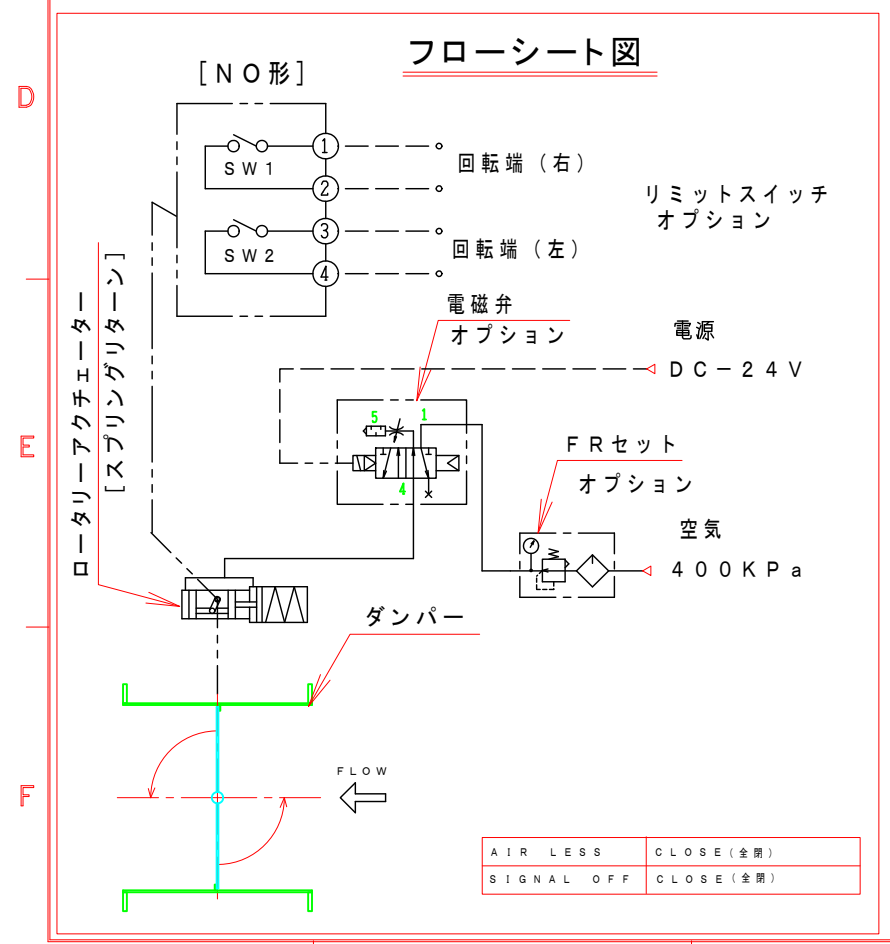 フローシート図
[NO形]
D
1
SW1
2
回転端(右)
リミットスイッチ
オプション
3
SW2
4
回転端(左)
ロータリーアクチェーター
[スプリングリターン]
電磁弁
オプション
電源
DC-24V
5
1
4
E
FRセット
オプション
空気
400KPa
ダンパー
FLOW
F
AIR LESS CLOSE(全閉)
SIGNAL OFF CLOSE(全閉)